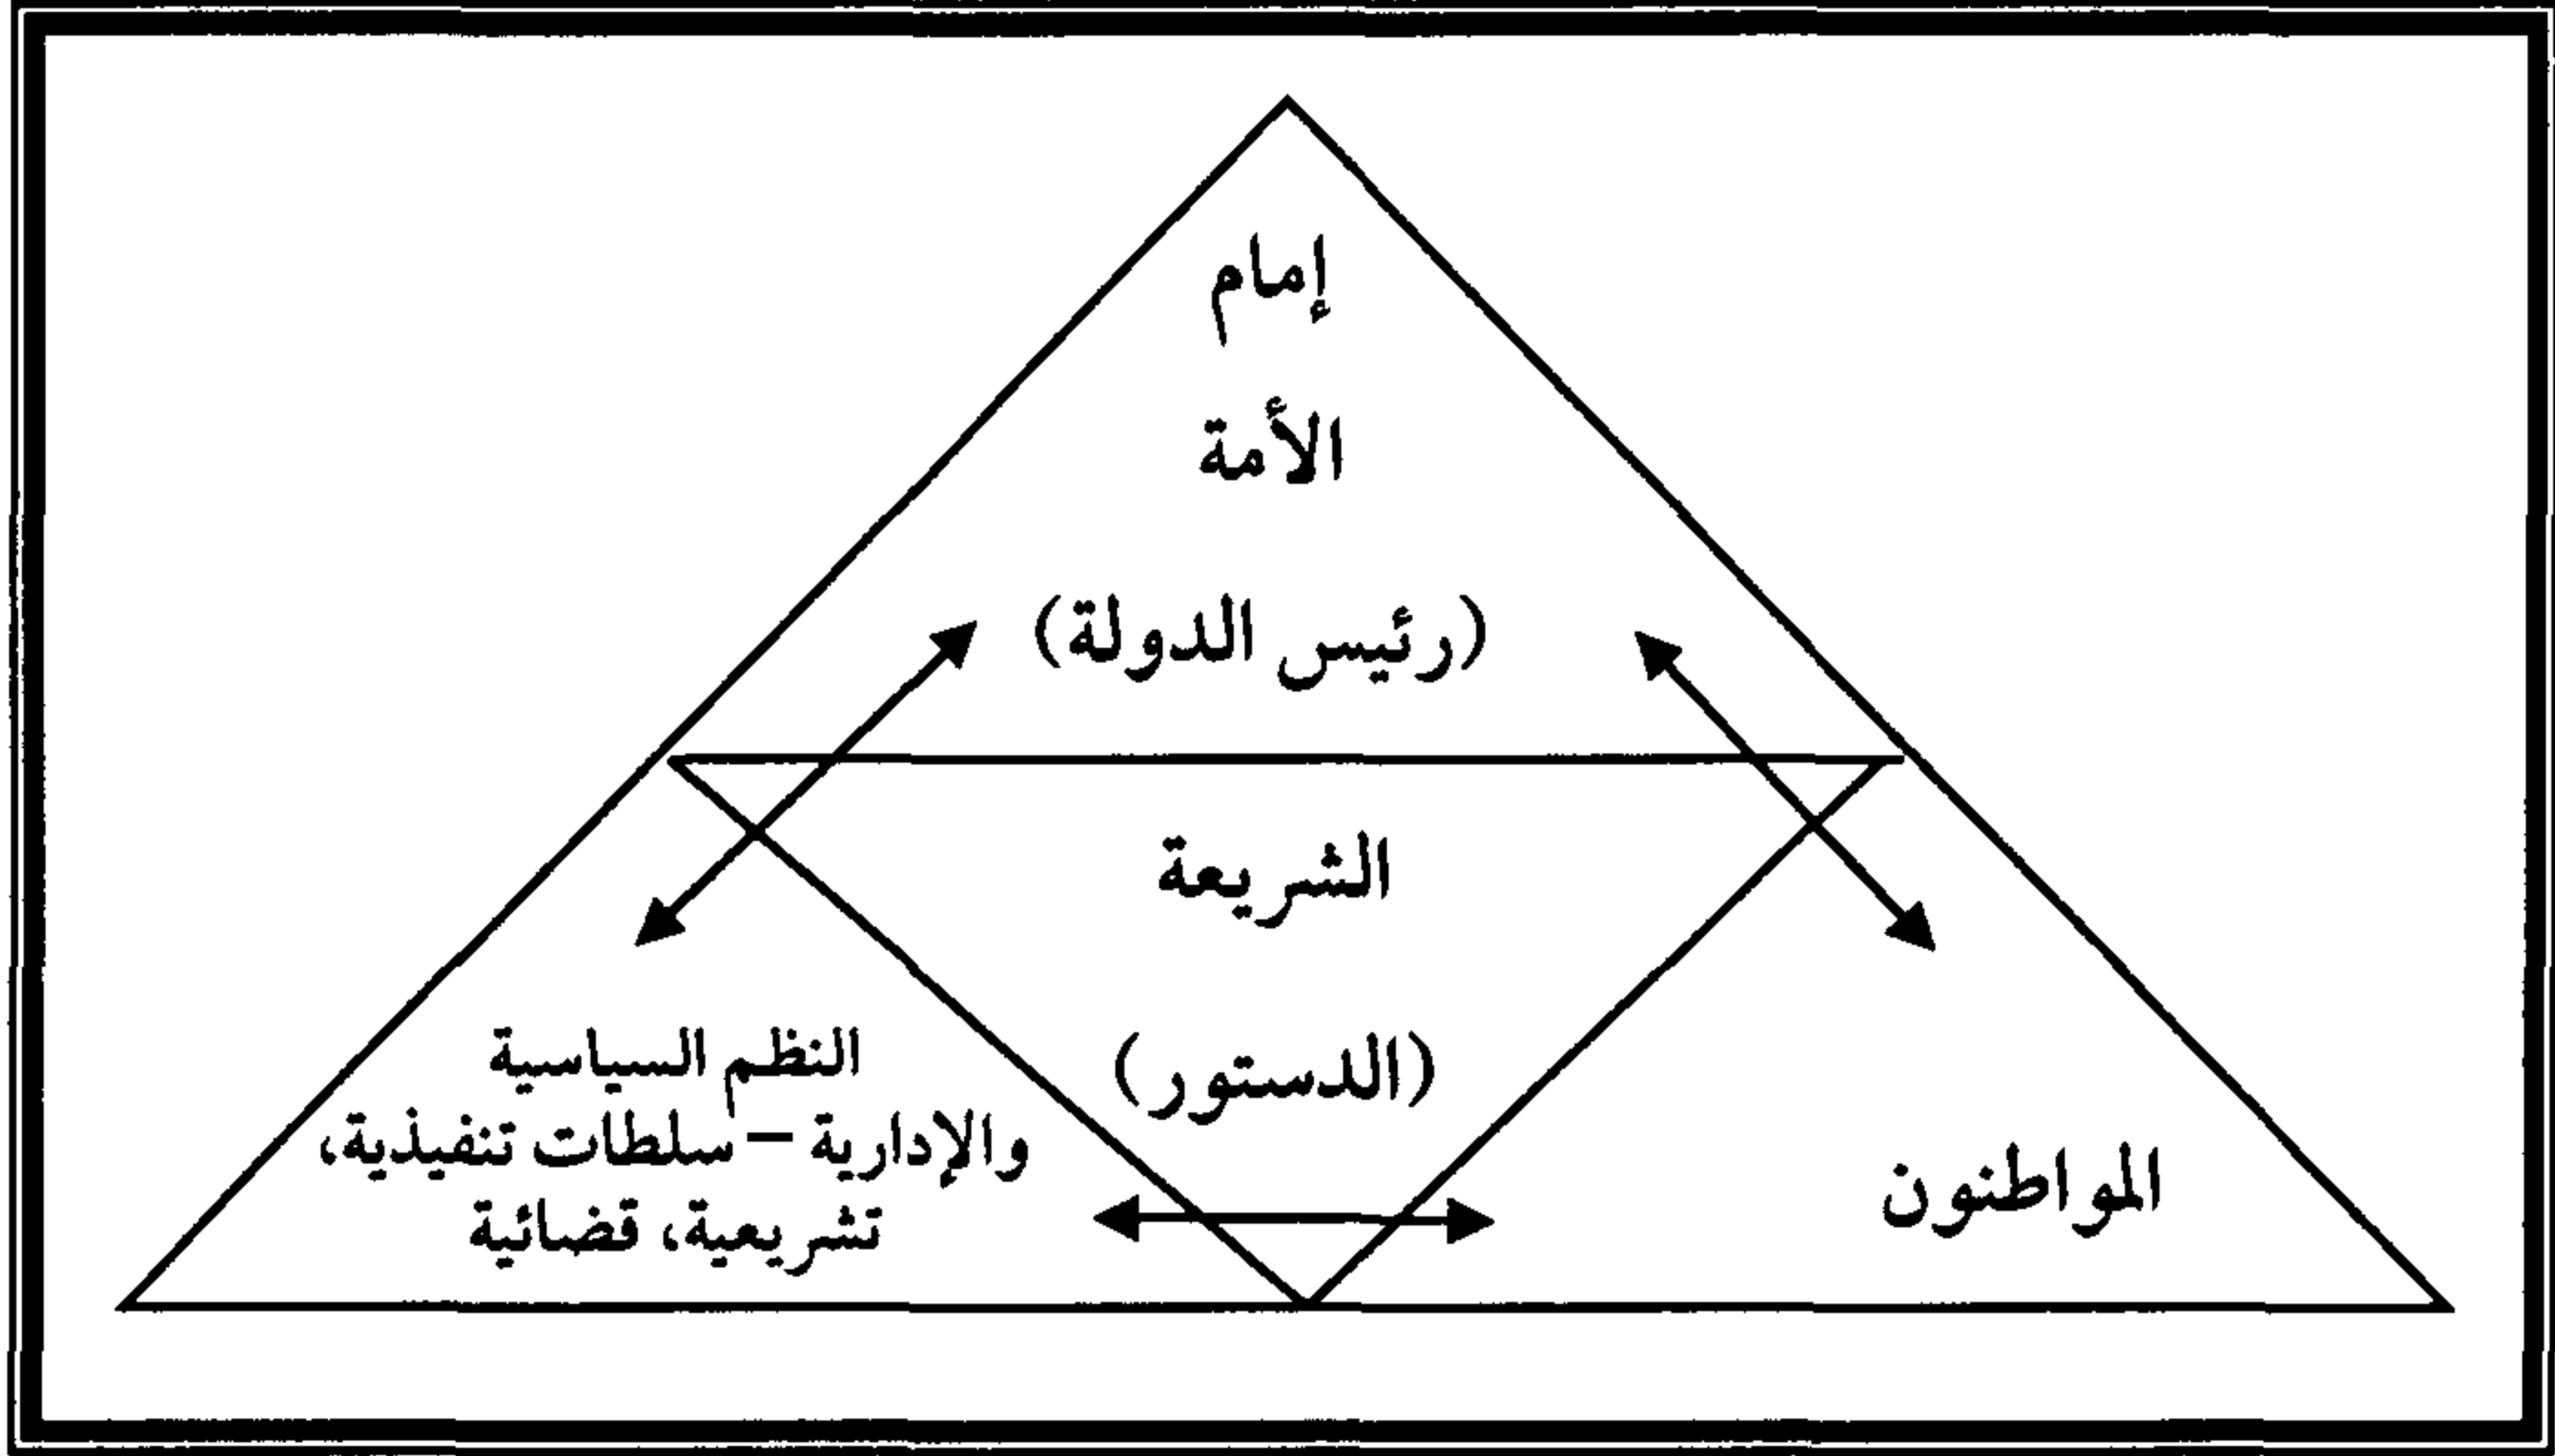 إمام
الأمة
(رئيس الدولة)
الشريعة
(الدستور)
المواطنون
النظم السياسية
والإدارية – سلطات تنفيذية،
تشريعية، قضائية